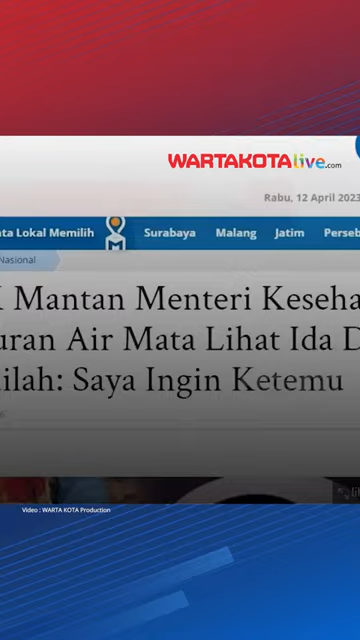 WARTAKOTAlive.com
Rabu, 12 April 2023
ta Lokal Memilih Surabaya Malang Jatim Perseb
Nasional
K Mantan Menteri Keseha
uran Air Mata Lihat Ida D
ilah: Saya Ingin Ketemu
Video : WARTA KOTA Production